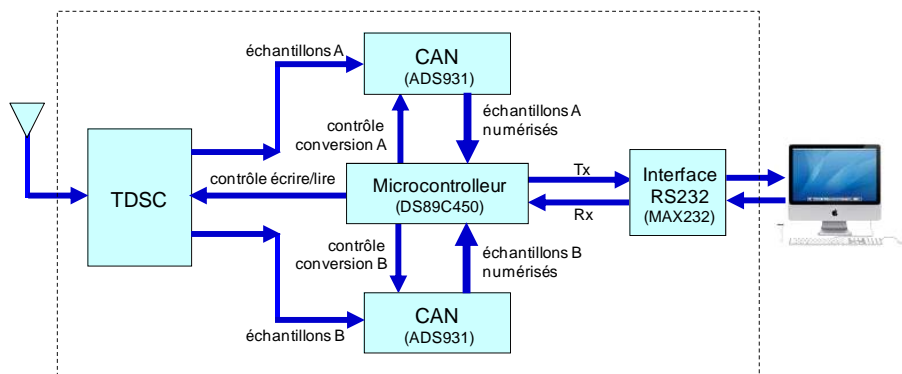 échantillons A
CAN
(ADS931)
contrôle
conversion A
échantillons A
numérisés
TDSC
contrôle écrire/lire
Microcontrolleur
(DS89C450)
Tx
Rx
Interface
RS232
(MAX232)
contrôle
conversion B
échantillons B
numérisés
échantillons B
CAN
(ADS931)